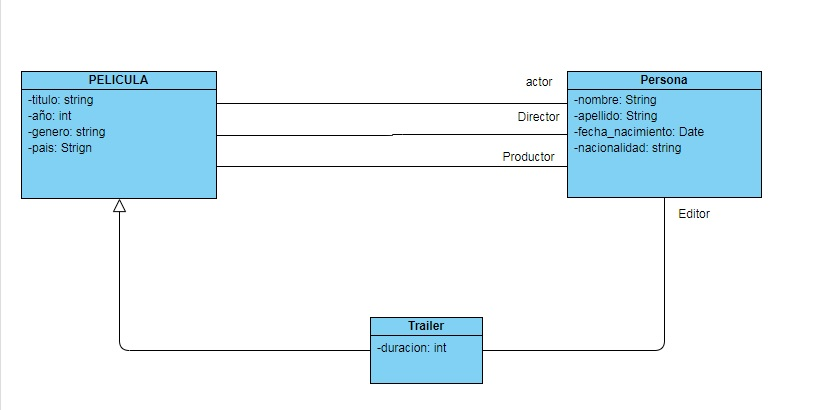 PELICULA
-titulo: string
-año: int
-genero: string
-pais: Strign
actor
Director
Productor
Persona
-nombre: String
-apellido: String
-fecha_nacimiento: Date
-nacionalidad: string
Editor
Trailer
-duracion: int